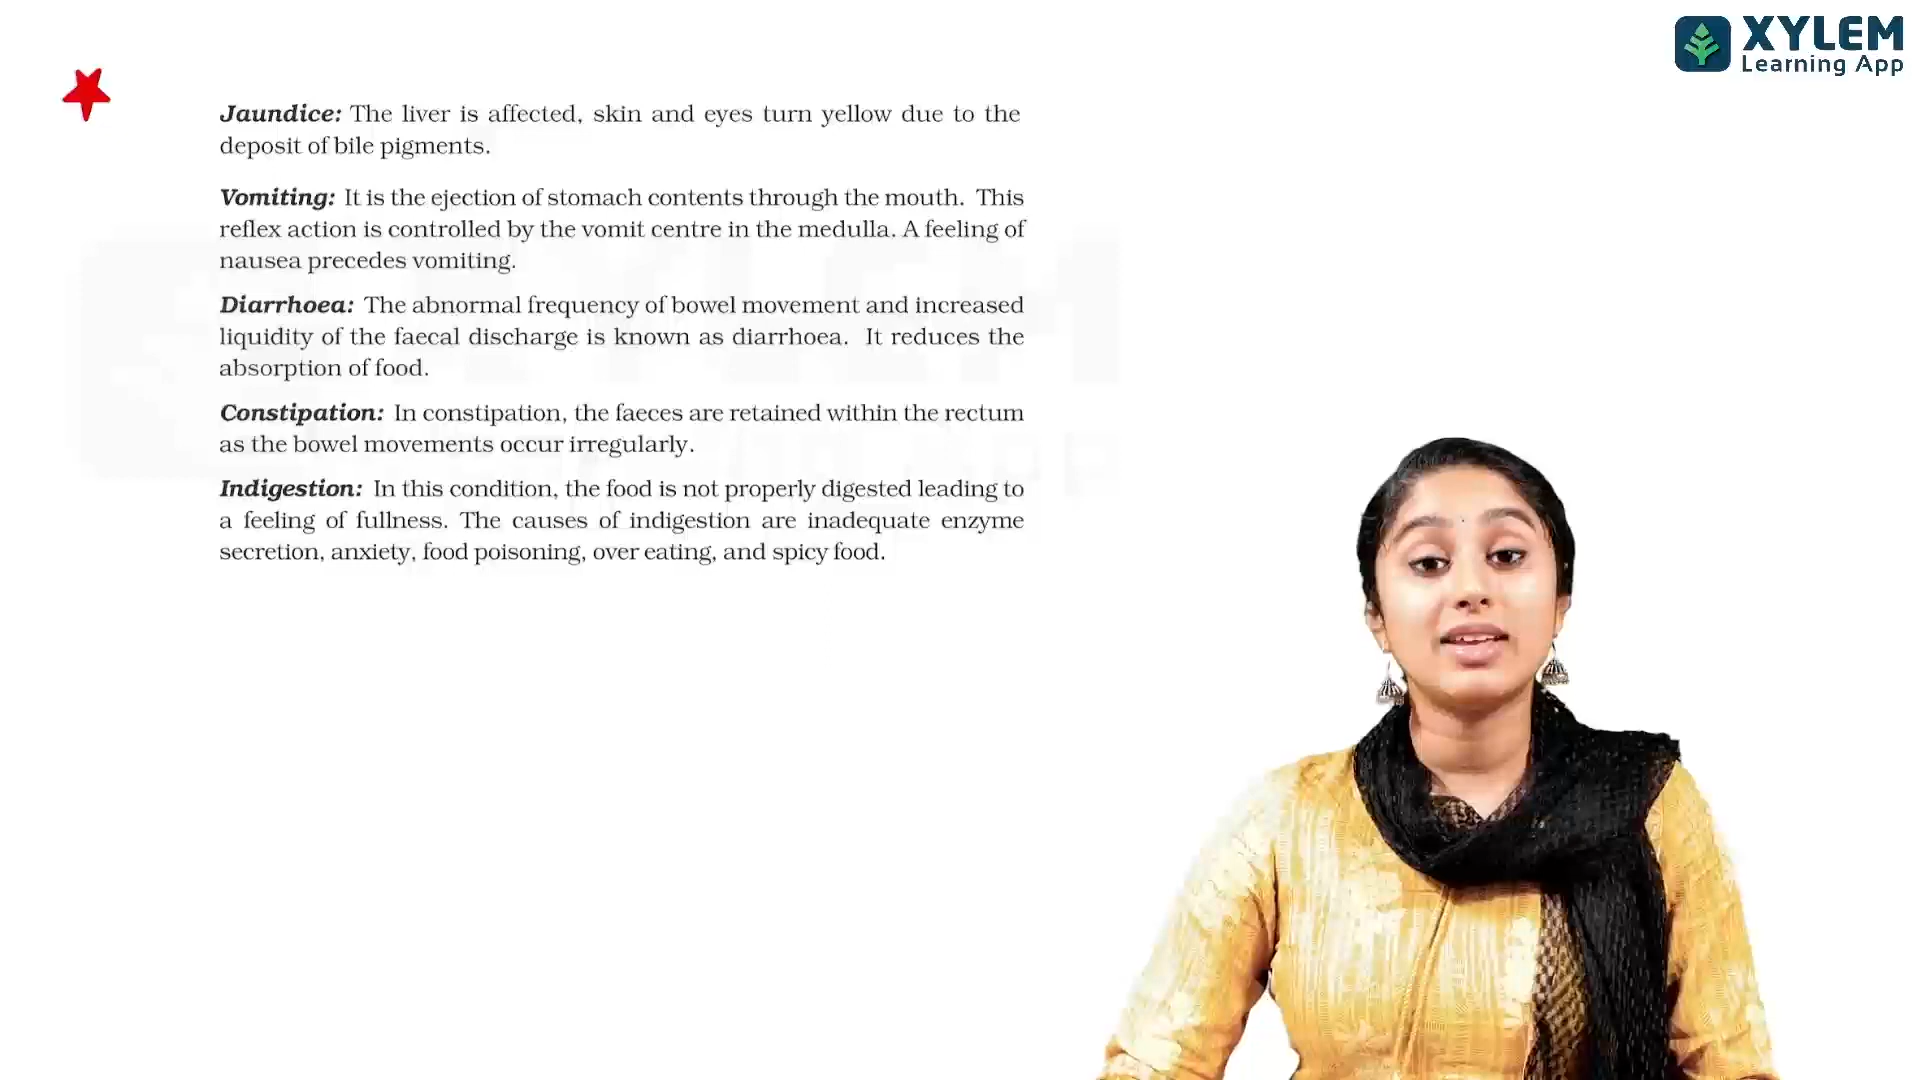 XYLEM
Learning App
Jaundice: The liver is affected, skin and eyes turn yellow due to the
deposit of bile pigments.
Vomiting: It is the ejection of stomach contents through the mouth. This
reflex action is controlled by the vomit centre in the medulla. A feeling of
nausea precedes vomiting.
Diarrhoea: The abnormal frequency of bowel movement and increased
liquidity of the faecal discharge is known as diarrhoea. It reduces the
absorption of food.
Constipation: In constipation, the faeces are retained within the rectum
as the bowel movements occur irregularly.
Indigestion: In this condition, the food is not properly digested leading to
a feeling of fullness. The causes of indigestion are inadequate enzyme
secretion, anxiety, food poisoning, over eating, and spicy food.